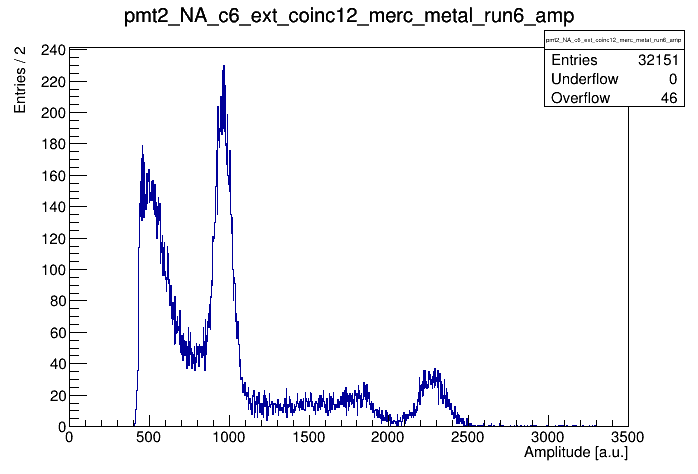 pmt2_NA_c6_ext_coinc12_merc_metal_run6_amp
pmt2_NA_c6_ext_coinc12_merc_metal_run6_amp
Entries 32151
Underflow 0
Overflow 46
Entries / 2
240
220
200
180
160
140
120
100
80
60
40
20
0
0 500 1000 1500 2000 2500 3000 3500
Amplitude [a.u.]